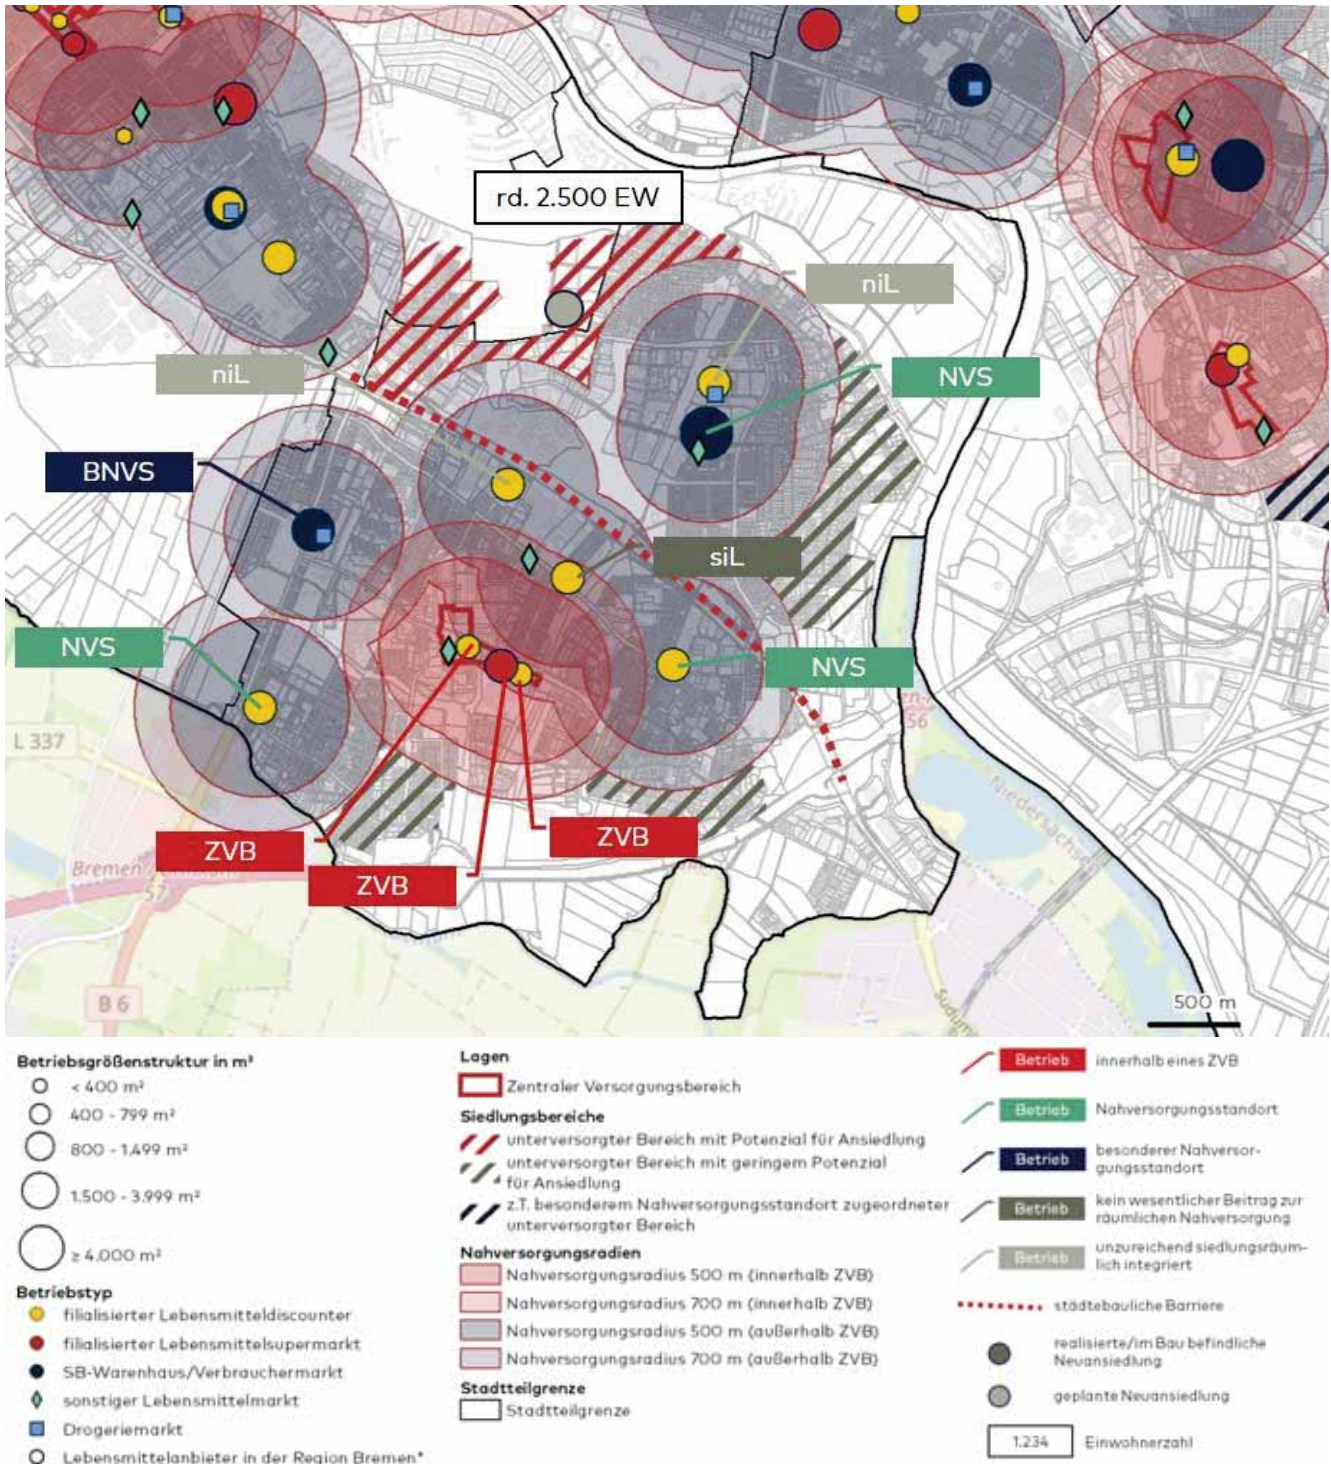 rd. 2.500 EW
niL
niL
NVS
BNVS
siL
NVS
NVS
L 337
56
ZVB
ZVB
ZVB
Bremen
57
Niedersachsen
B 6
500 m
Betriebsgrößenstruktur in m²
< 400 m²
400 - 799 m²
800 - 1.499 m²
1.500 - 3.999 m²
≥ 4.000 m²
Betriebstyp
filialisierter Lebensmitteldiscounter
filialisierter Lebensmittelsupermarkt
SB-Warenhaus/Verbrauchermarkt
sonstiger Lebensmittelmarkt
Drogeriemarkt
Lebensmittelanbieter in der Region Bremen*
Lagen
Zentraler Versorgungsbereich
Siedlungsbereiche
unterversorgter Bereich mit Potenzial für Ansiedlung
unterversorgter Bereich mit geringem Potenzial
für Ansiedlung
z.T. besonderem Nahversorgungsstandort zugeordneter
unterversorgter Bereich
Nahversorgungsradien
Nahversorgungsradius 500 m (innerhalb ZVB)
Nahversorgungsradius 700 m (innerhalb ZVB)
Nahversorgungsradius 500 m (außerhalb ZVB)
Nahversorgungsradius 700 m (außerhalb ZVB)
Stadtteilgrenze
Stadtteilgrenze
Betrieb innerhalb eines ZVB
Betrieb Nahversorgungsstandort
Betrieb besonderer Nahversor-
gungsstandort
Betrieb kein wesentlicher Beitrag zur
räumlichen Nahversorgung
Betrieb unzureichend siedlungsräum-
lich integriert
städtebauliche Barriere
realisierte/im Bau befindliche
Neuansiedlung
geplante Neuansiedlung
1.234 Einwohnerzahl